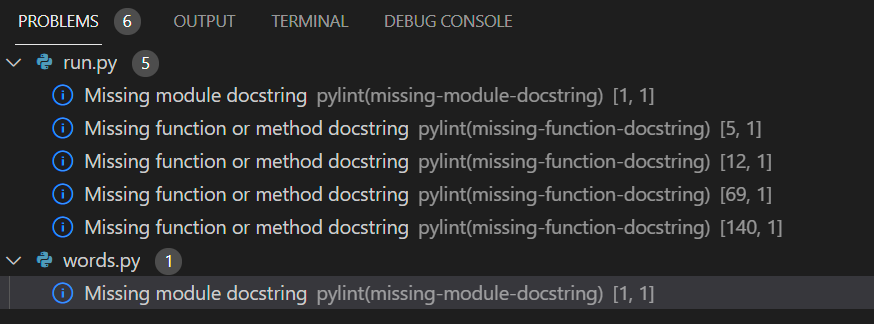 PROBLEMS 6 OUTPUT TERMINAL DEBUG CONSOLE
run.py 5
Missing module docstring pylint(missing-module-docstring) [1, 1]
Missing function or method docstring pylint(missing-function-docstring) [5, 1]
Missing function or method docstring pylint(missing-function-docstring) [12, 1]
Missing function or method docstring pylint(missing-function-docstring) [69, 1]
Missing function or method docstring pylint(missing-function-docstring) [140, 1]
words.py 1
Missing module docstring pylint(missing-module-docstring) [1, 1]